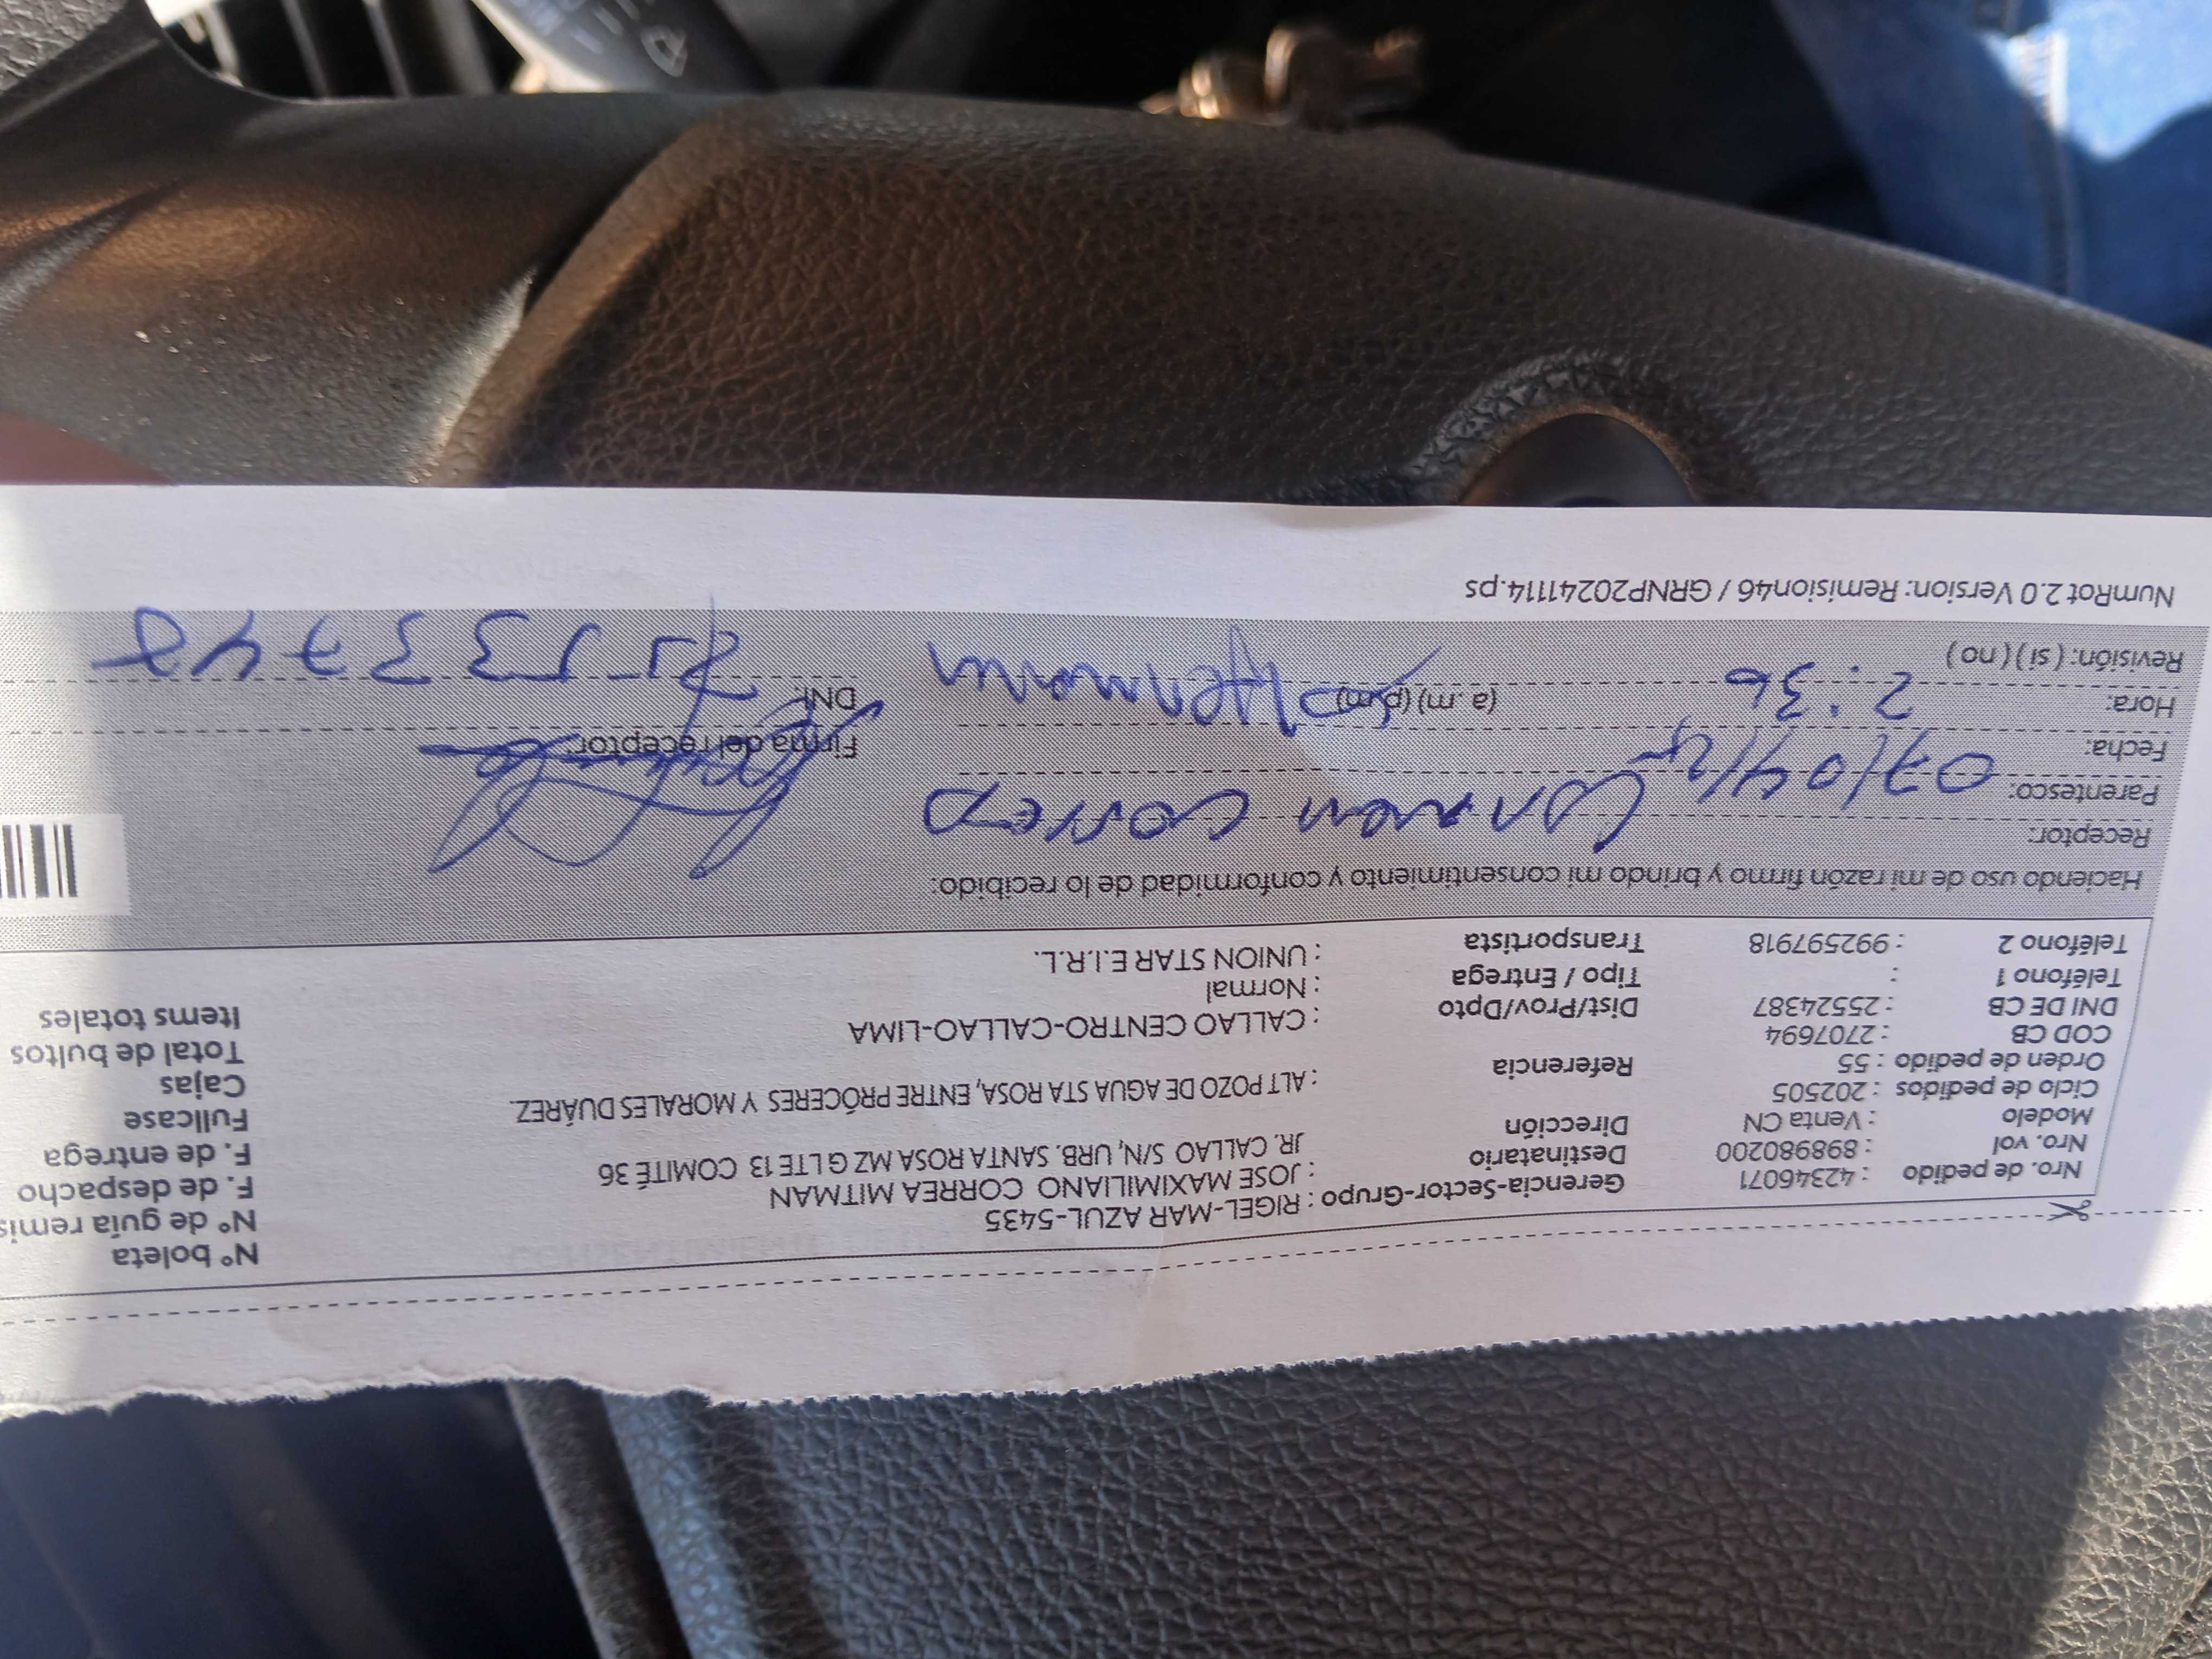 Nº boleta
Gerencia-Sector-Grupo : RIGEL-MAR AZUL-5435
Nº de guía remis
Nro. de pedido : 42346071
Destinatario : JOSE MAXIMILIANO CORREA MITMAN
F. de despacho
Nro. vol : 898980200
Dirección JR. CALLAO S/N, URB. SANTA ROSA MZ G LTE 13 COMITÉ 36
F. de entrega
Modelo : Venta CN
Fullcase
Ciclo de pedidos : 202505
Referencia : ALT POZO DE AGUA STA ROSA, ENTRE PRÓCERES Y MORALES DUÁREZ.
Cajas
Orden de pedido : 55
Total de bultos
COD CB : 2707694
Dist/Prov/Dpto : CALLAO CENTRO-CALLAO-LIMA
Items totales
DNI DE CB : 25524387
Tipo / Entrega : Normal
Teléfono 1 :
Transportista : UNION STAR E.I.R.L.
Teléfono 2 : 992597918
Haciendo uso de mi razón firmo y brindo mi consentimiento y conformidad de lo recibido:
Receptor: Carmen Correa
Parentesco:
Fecha: 07/04/25
Firma del receptor:
Hora: 2:36 (a.m) (p.m) Hermana
DNI:
Revisión: ( si ) ( no )
NumRot 2.0 Version: Remision46 / GRNP20241114.ps